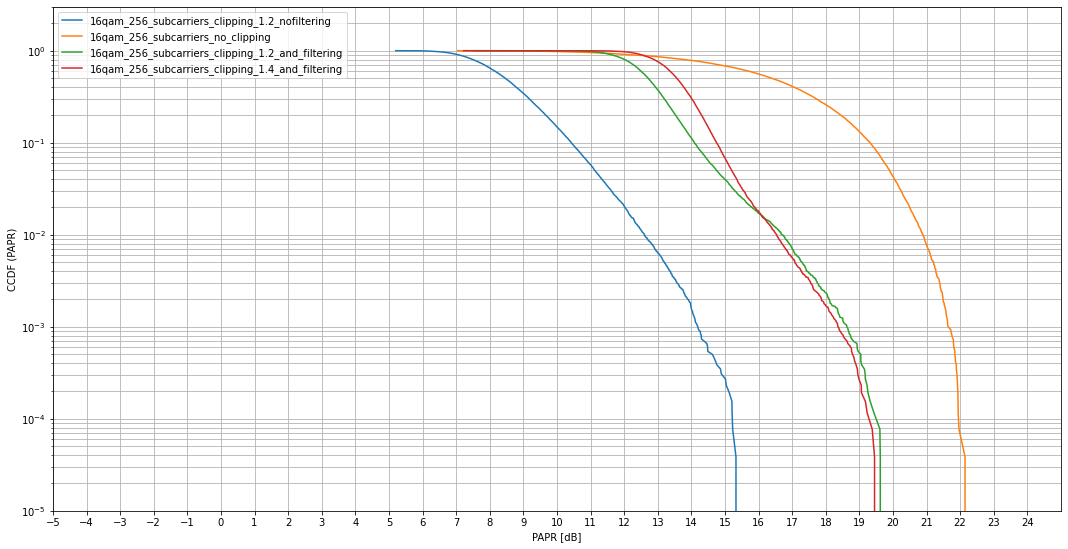 16qam_256_subcarriers_clipping_1.2_nofiltering
16qam_256_subcarriers_no_clipping
16qam_256_subcarriers_clipping_1.2_and_filtering
16qam_256_subcarriers_clipping_1.4_and_filtering
10⁰
10⁻¹
10⁻²
10⁻³
10⁻⁴
10⁻⁵
CCDF (PAPR)
−5 −4 −3 −2 −1 0 1 2 3 4 5 6 7 8 9 10 11 12 13 14 15 16 17 18 19 20 21 22 23 24
PAPR [dB]